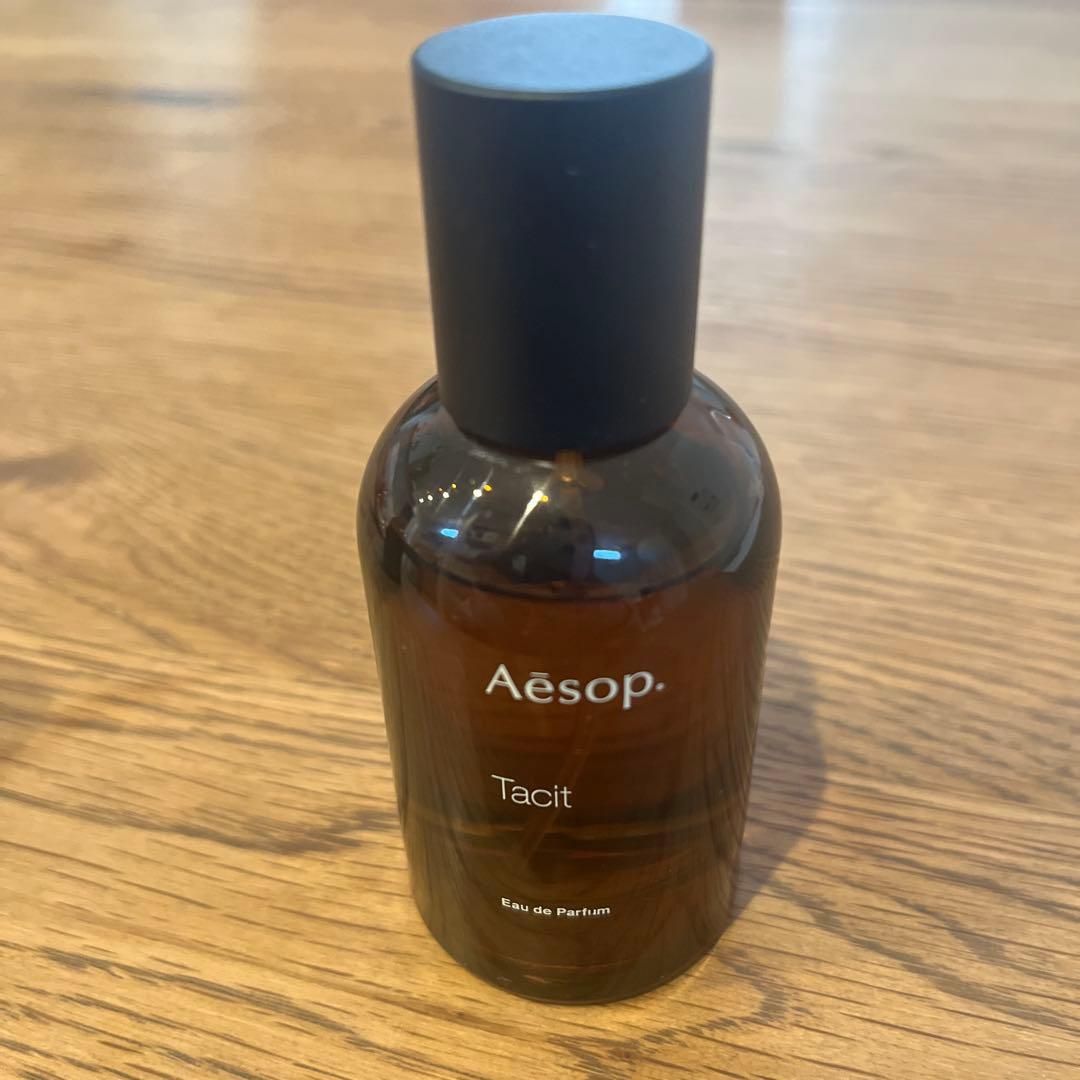 Aēsop.
Tacit
Eau de Parfum